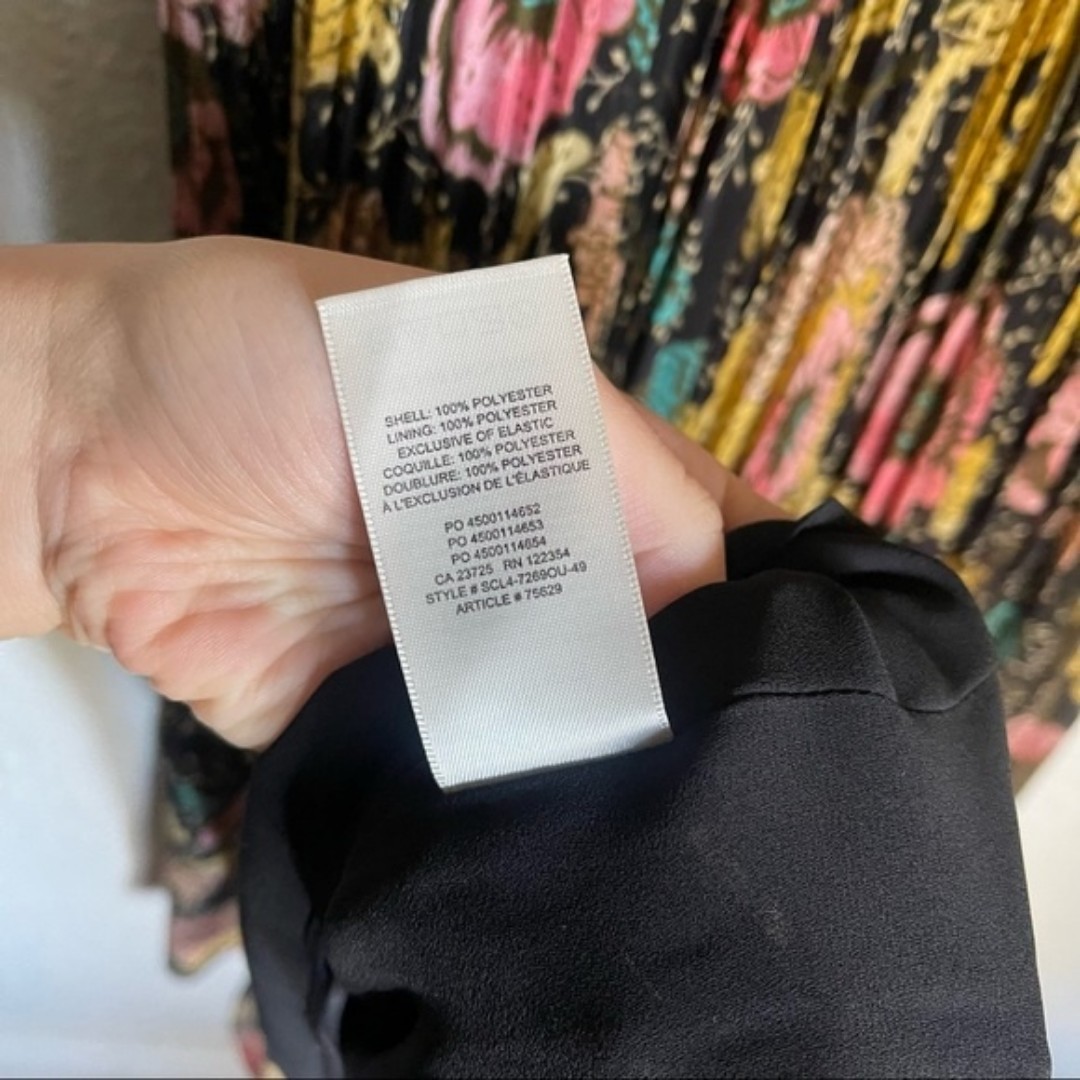 SHELL: 100% POLYESTER
LINING: 100% POLYESTER
EXCLUSIVE OF ELASTIC
COQUILLE: 100% POLYESTER
DOUBLURE: 100% POLYESTER
À L'EXCLUSION DE L'ÉLASTIQUE
PO 4500114652
PO 4500114653
PO 4500114654
CA 23725 RN 122354
STYLE # SCL4-7269OU-49
ARTICLE # 75629